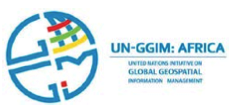 UN-GGIM: AFRICA
UNITED NATIONS INITIATIVE ON
GLOBAL GEOSPATIAL
INFORMATION MANAGEMENT